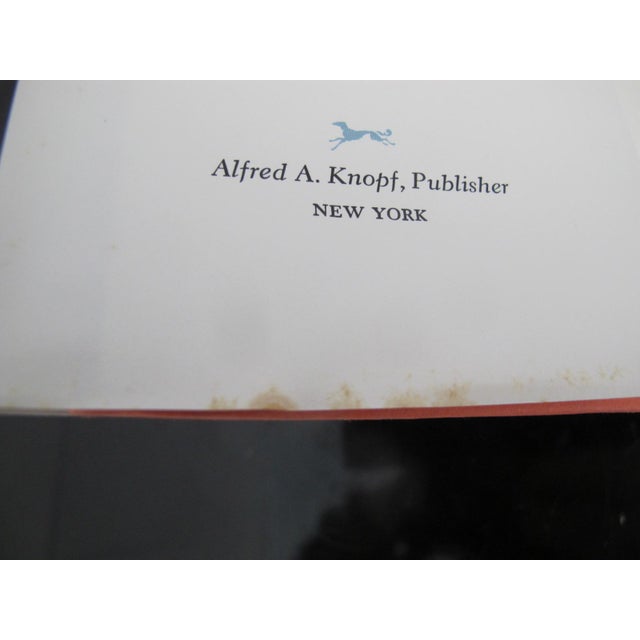 Alfred A. Knopf, Publisher
NEW YORK